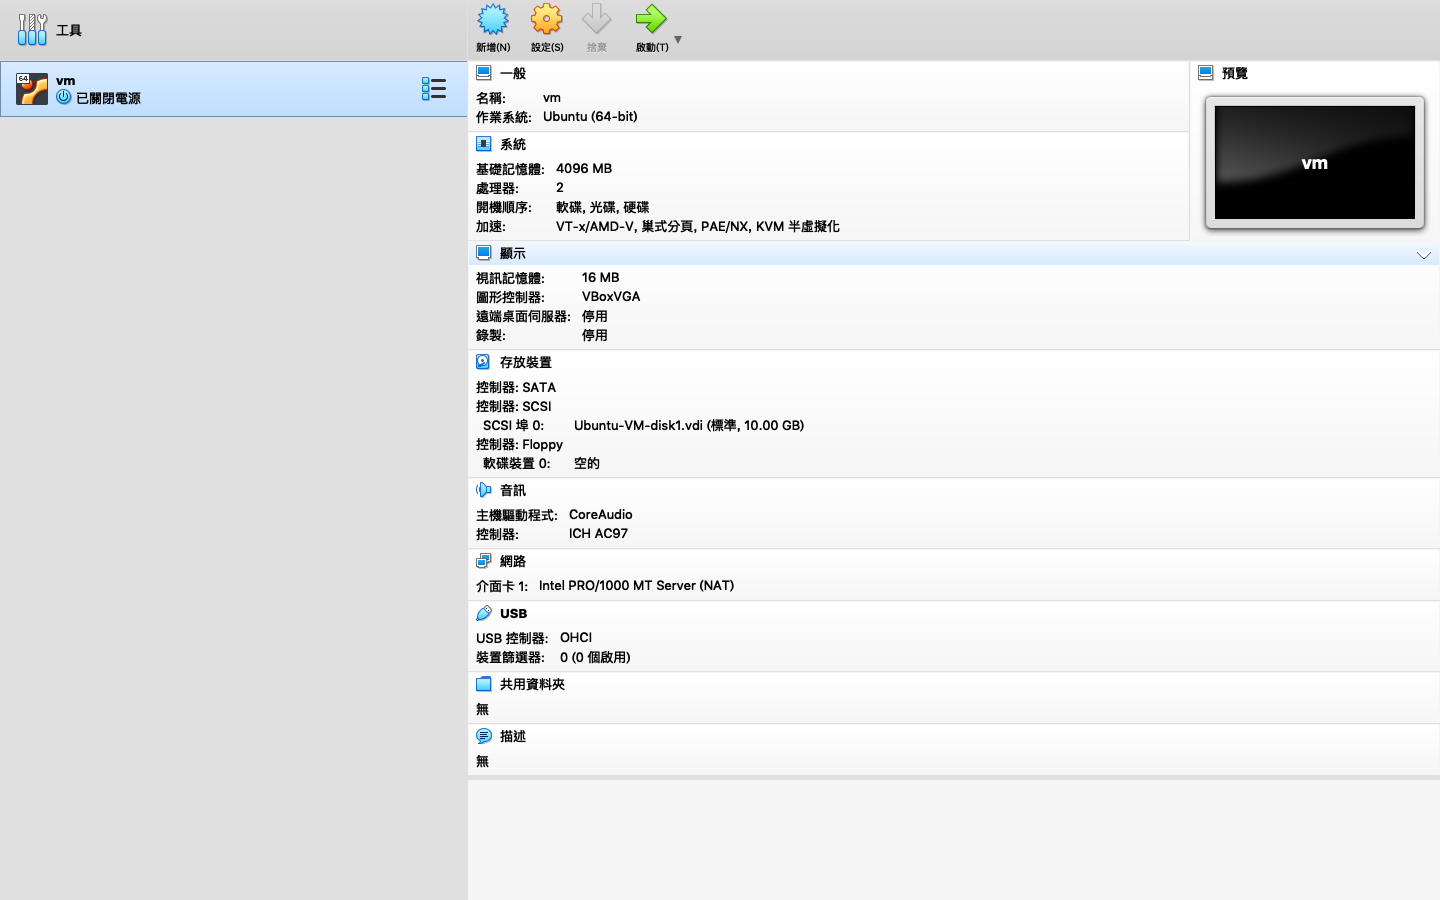 工具
新增(N)
設定(S)
捨棄
啟動(T)
64
vm
已關閉電源
一般
名稱: vm
作業系統: Ubuntu (64-bit)
預覽
vm
系統
基礎記憶體: 4096 MB
處理器: 2
開機順序: 軟碟, 光碟, 硬碟
加速: VT-x/AMD-V, 巢式分頁, PAE/NX, KVM 半虛擬化
顯示
視訊記憶體: 16 MB
圖形控制器: VBoxVGA
遠端桌面伺服器: 停用
錄製: 停用
存放裝置
控制器: SATA
控制器: SCSI
SCSI 埠 0: Ubuntu-VM-disk1.vdi (標準, 10.00 GB)
控制器: Floppy
軟碟裝置 0: 空的
音訊
主機驅動程式: CoreAudio
控制器: ICH AC97
網路
介面卡 1: Intel PRO/1000 MT Server (NAT)
USB
USB 控制器: OHCI
裝置篩選器: 0 (0 個啟用)
共用資料夾
無
描述
無